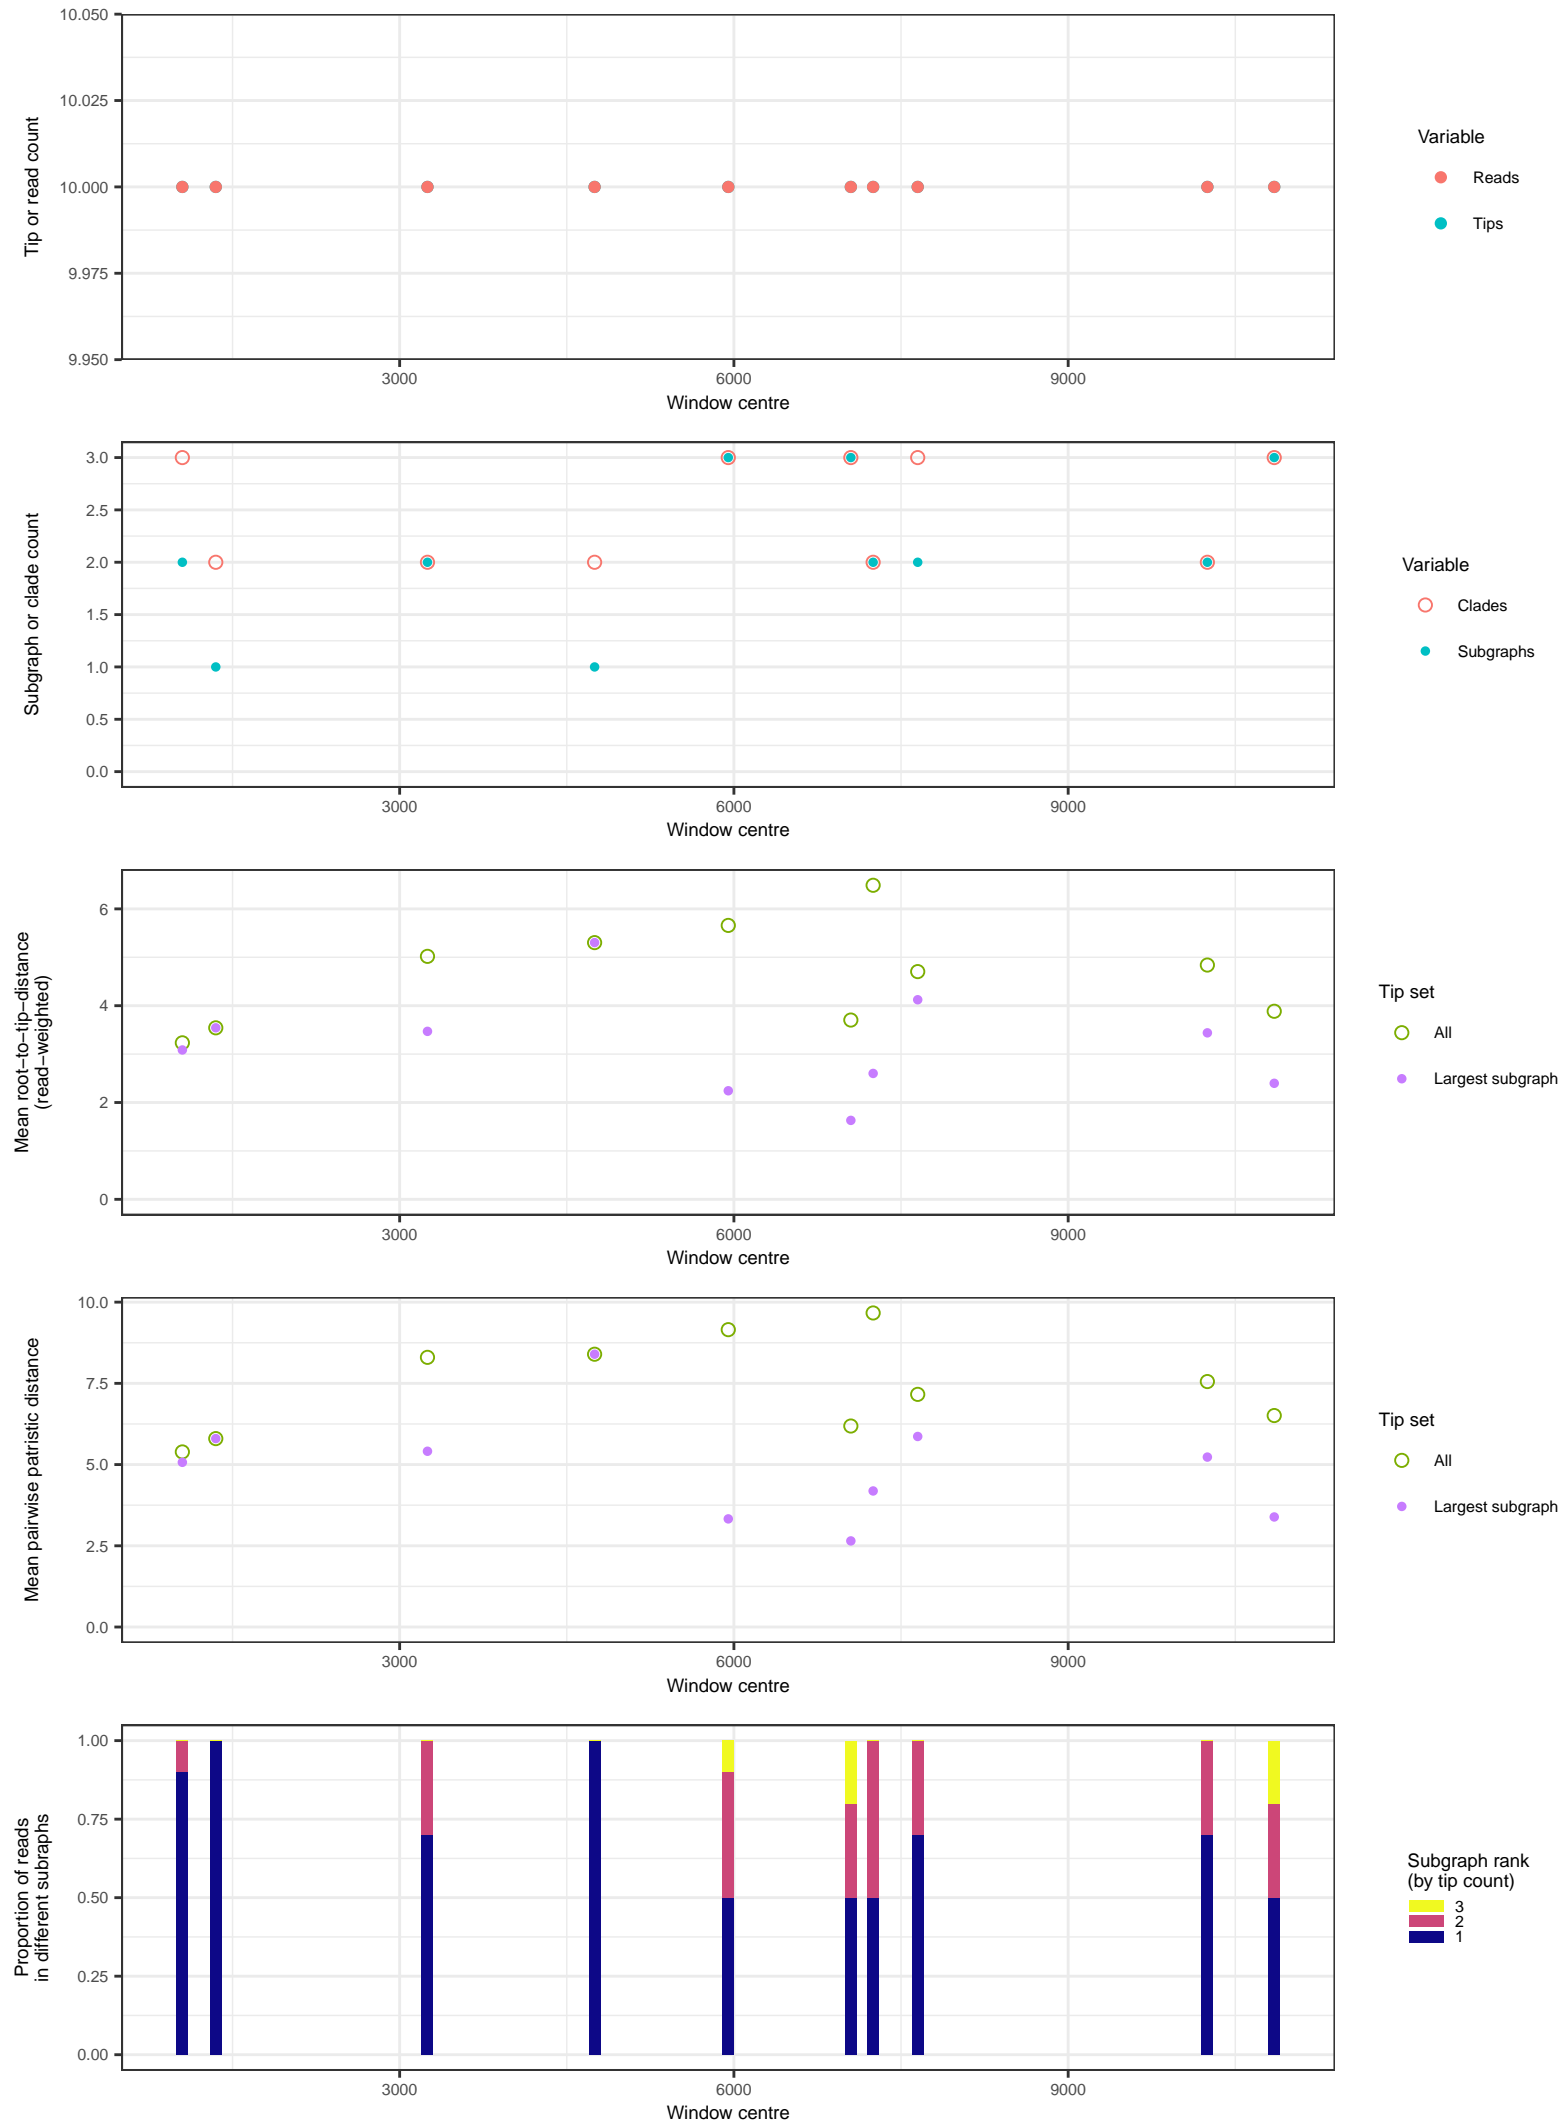 10.050
10.025
10.000
9.975
9.950
Tip or read count
3000
6000
9000
Window centre
Variable
Reads
Tips
3.0
2.5
2.0
1.5
1.0
0.5
0.0
Subgraph or clade count
3000
6000
9000
Window centre
Variable
Clades
Subgraphs
6
4
2
0
Mean root−to−tip−distance
(read−weighted)
3000
6000
9000
Window centre
Tip set
All
Largest subgraph
10.0
7.5
5.0
2.5
0.0
Mean pairwise patristic distance
3000
6000
9000
Window centre
Tip set
All
Largest subgraph
1.00
0.75
0.50
0.25
0.00
Proportion of reads
in different subraphs
3000
6000
9000
Window centre
Subgraph rank
(by tip count)
3
2
1